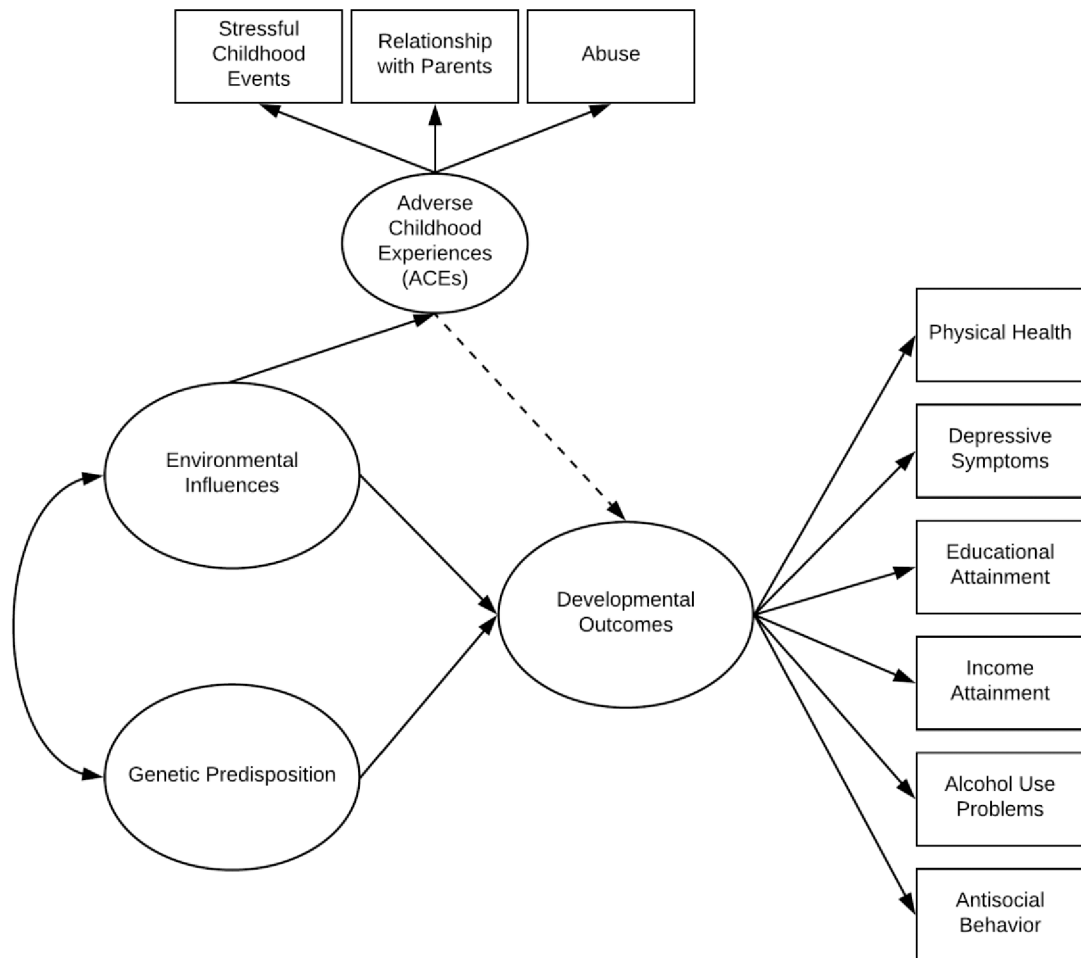 Stressful
Childhood
Events
Relationship
with Parents
Abuse
Adverse
Childhood
Experiences
(ACEs)
Environmental
Influences
Genetic Predisposition
Developmental
Outcomes
Physical Health
Depressive
Symptoms
Educational
Attainment
Income
Attainment
Alcohol Use
Problems
Antisocial
Behavior